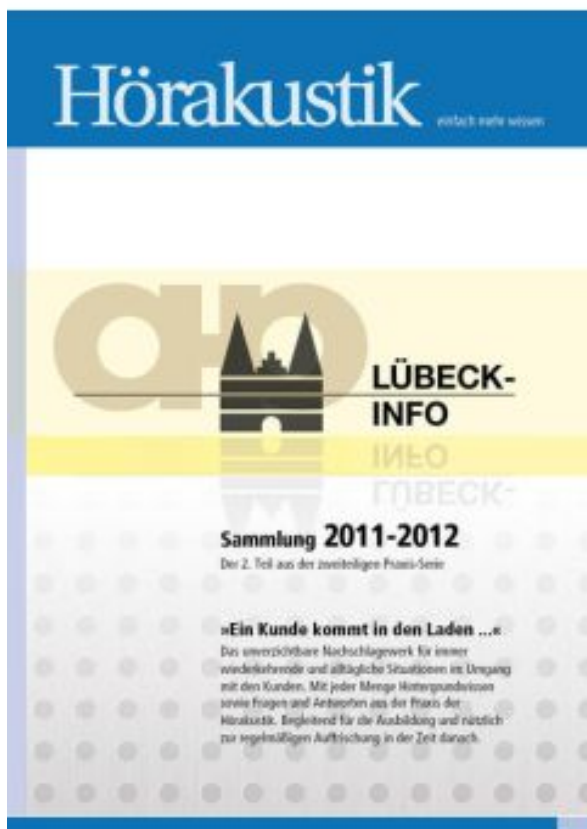 Hörakustik
einfach mehr wissen
a·p
LÜBECK-
INFO
Sammlung 2011-2012
Der 2. Teil aus der zweiteiligen Praxis-Serie
»Ein Kunde kommt in den Laden ...«
Das unverzichtbare Nachschlagewerk für immer
wiederkehrende und alltägliche Situationen im Umgang
mit den Kunden. Mit jeder Menge Hintergrundwissen
sowie Fragen und Antworten aus der Praxis der
Hörakustik. Begleitend für die Ausbildung und nützlich
zur regelmäßigen Auffrischung in der Zeit danach.